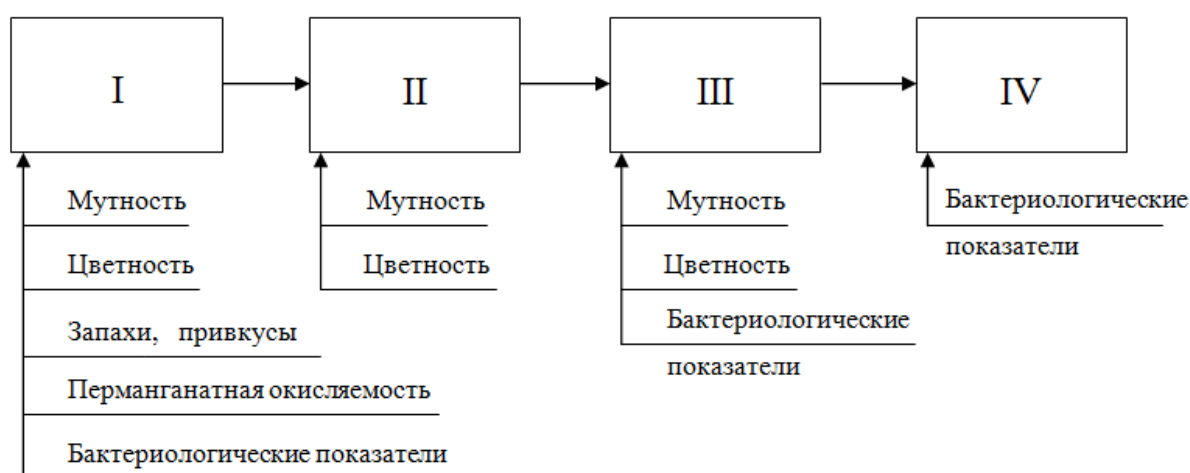 I
II
III
IV
Мутность
Цветность
Запахи, привкусы
Перманганатная окисляемость
Бактериологические показатели
Мутность
Цветность
Мутность
Цветность
Бактериологические
показатели
Бактериологические
показатели